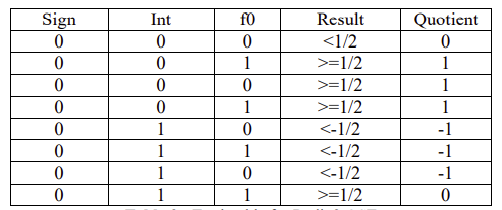 Sign Int f0 Result Quotient
0 0 0 <1/2 0
0 0 1 >=1/2 1
0 0 0 >=1/2 1
0 0 1 >=1/2 1
0 1 0 <-1/2 -1
0 1 1 <-1/2 -1
0 1 0 <-1/2 -1
0 1 1 >=1/2 0